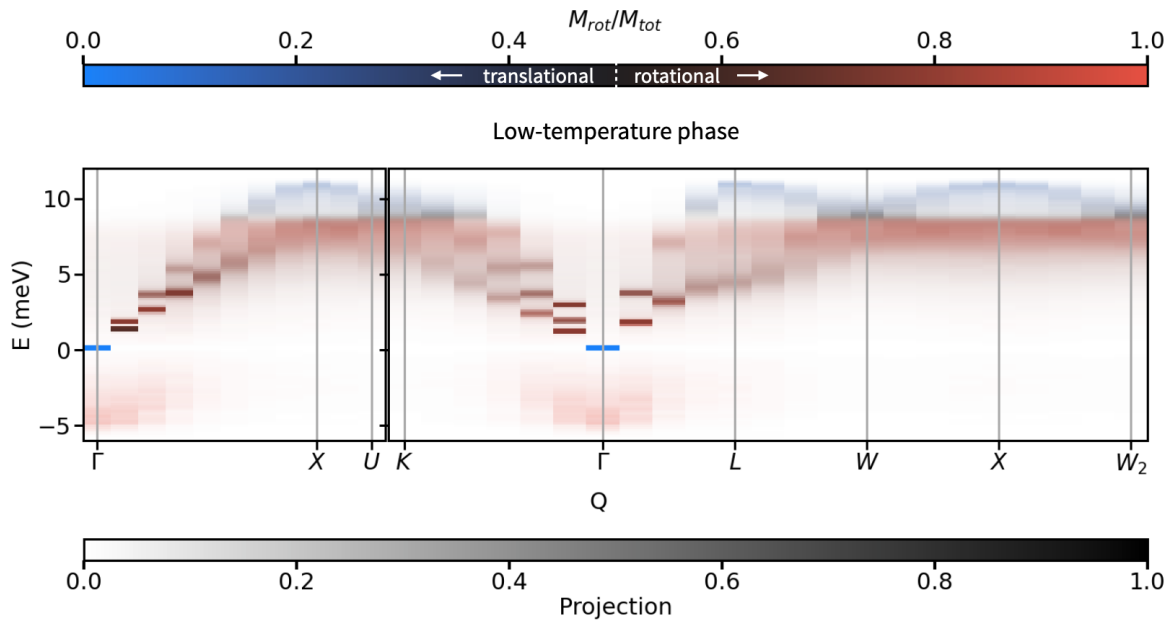 M_rot/M_tot
0.0 0.2 0.4 0.6 0.8 1.0
← translational rotational →
Low-temperature phase
E (meV)
10
5
0
−5
Γ X U K Γ L W X W₂
Q
0.0 0.2 0.4 0.6 0.8 1.0
Projection